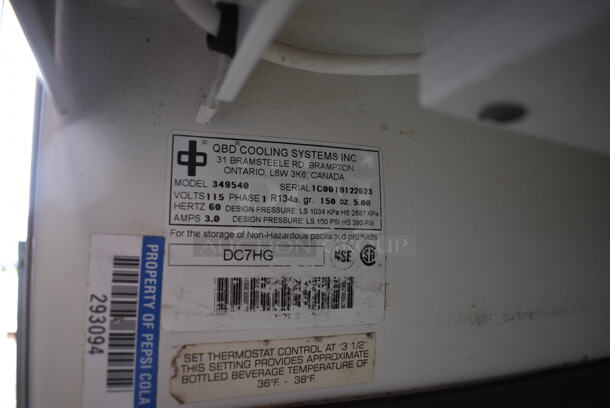 QBD® COOLING SYSTEMS INC
31 BRAMSTEELE RD. BRAMPTON
ONTARIO, L6W 3K6, CANADA
MODEL 349540 SERIAL 1C0010122623
VOLTS 115 PHASE 1 R134a. gr. 150 oz. 5.00
HERTZ 60 DESIGN PRESSURE: LS 1034 KPa HS 2687 KPa
AMPS 3.0 DESIGN PRESSURE: LS 150 PSI HS 390 PSI
For the storage of Non-Hazardous packaged products
DC7HG
NSF
SA
PROPERTY OF PEPSI COLA
293094
SET THERMOSTAT CONTROL AT "3 1/2"
THIS SETTING PROVIDES APPROXIMATE
BOTTLED BEVERAGE TEMPERATURE OF
36°F. - 38°F.